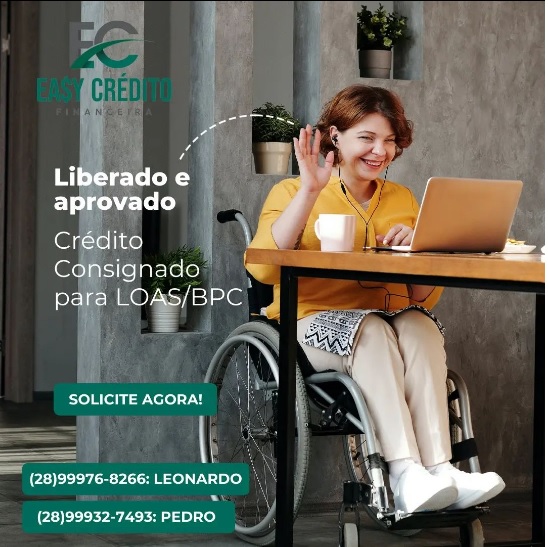 EC
EA$Y CRÉDITO
FINANCEIRA
Liberado e
aprovado
Crédito
Consignado
para LOAS/BPC
SOLICITE AGORA!
(28)99976-8266: LEONARDO
(28)99932-7493: PEDRO